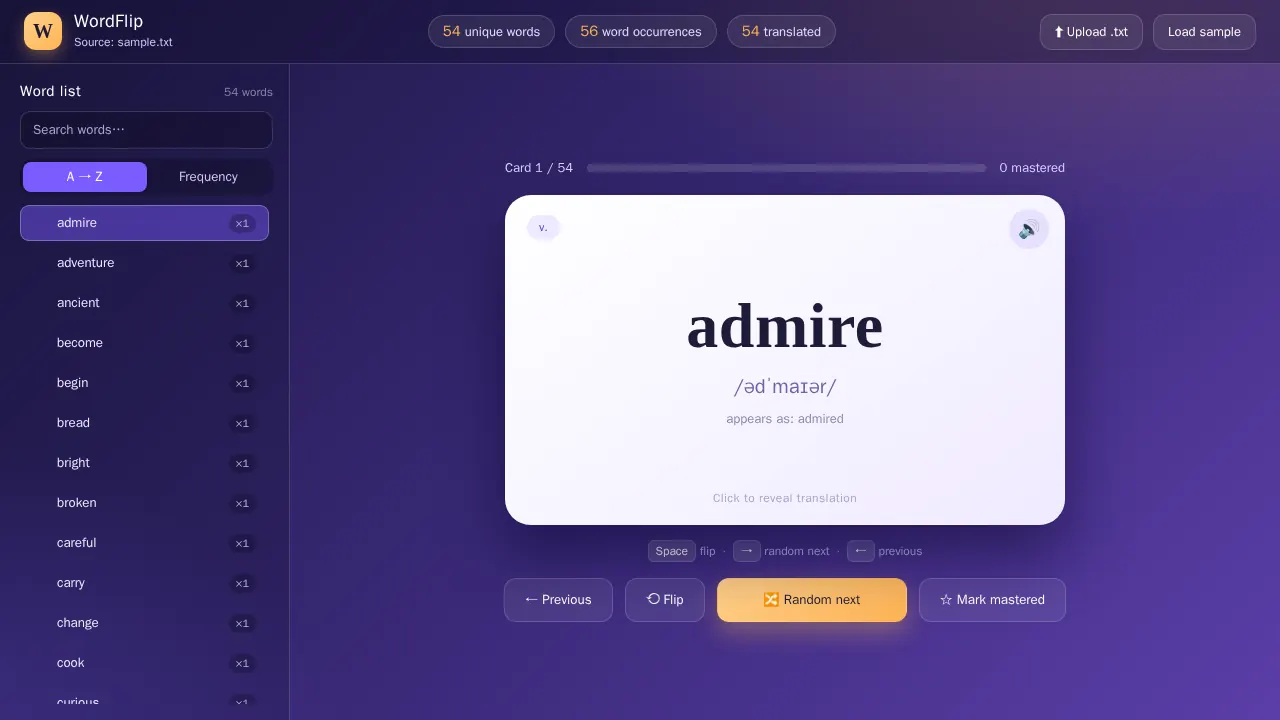 W
WordFlip
Source: sample.txt
54 unique words
56 word occurrences
54 translated
⬆ Upload .txt
Load sample
Word list
54 words
Search words…
A → Z
Frequency
admire ×1
adventure ×1
ancient ×1
become ×1
begin ×1
bread ×1
bright ×1
broken ×1
careful ×1
carry ×1
change ×1
cook ×1
curious ×1
Card 1 / 54
0 mastered
v.
🔊
admire
/ədˈmaɪər/
appears as: admired
Click to reveal translation
Space flip · → random next · ← previous
← Previous
⟲ Flip
🔀 Random next
☆ Mark mastered